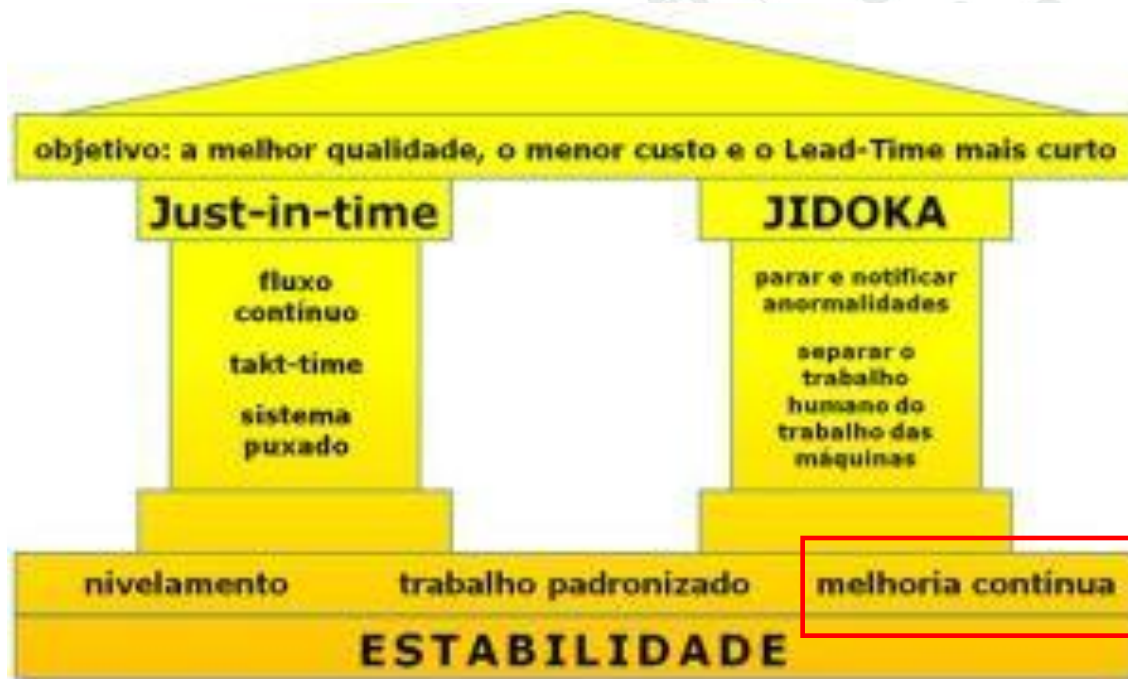 objetivo: a melhor qualidade, o menor custo e o Lead-Time mais curto
Just-in-time
fluxo
contínuo
takt-time
sistema
puxado
JIDOKA
parar e notificar
anormalidades
separar o
trabalho
humano do
trabalho das
máquinas
nivelamento
trabalho padronizado
melhoria contínua
ESTABILIDADE